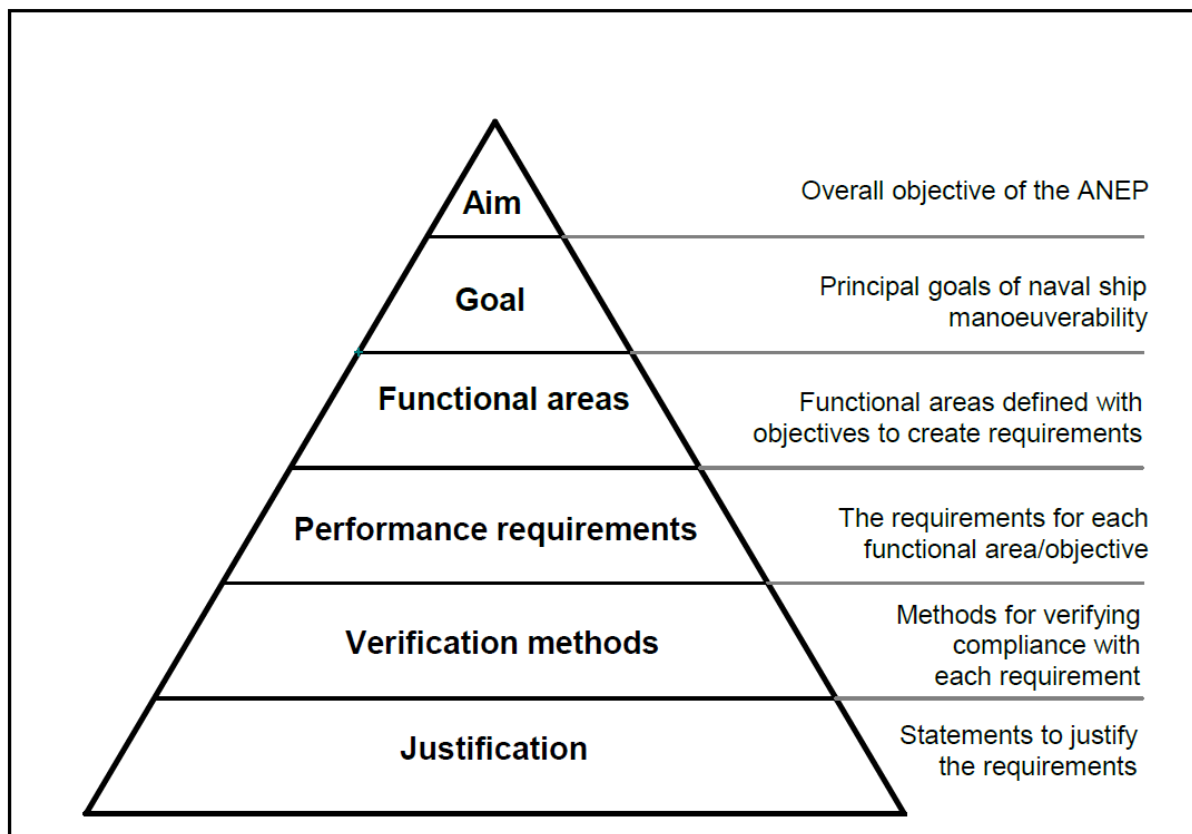 Aim
Overall objective of the ANEP
Goal
Principal goals of naval ship
manoeuverability
Functional areas
Functional areas defined with
objectives to create requirements
Performance requirements
The requirements for each
functional area/objective
Verification methods
Methods for verifying
compliance with
each requirement
Justification
Statements to justify
the requirements